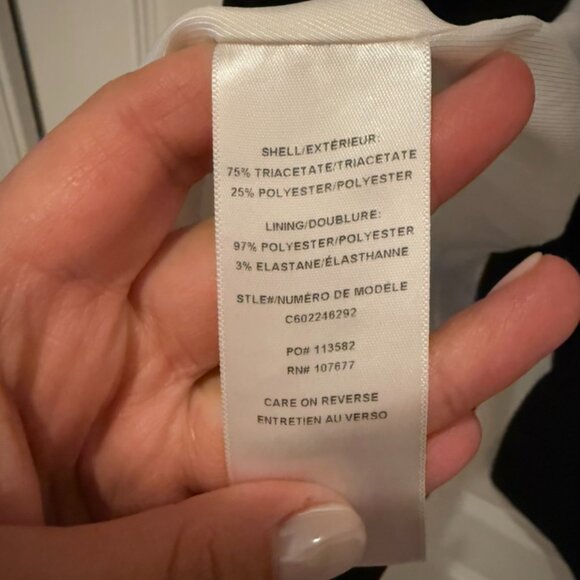 SHELL/EXTÉRIEUR:
75% TRIACETATE/TRIACETATE
25% POLYESTER/POLYESTER
LINING/DOUBLURE:
97% POLYESTER/POLYESTER
3% ELASTANE/ÉLASTHANNE
STLE#/NUMÉRO DE MODÈLE
C602246292
PO# 113582
RN# 107677
CARE ON REVERSE
ENTRETIEN AU VERSO